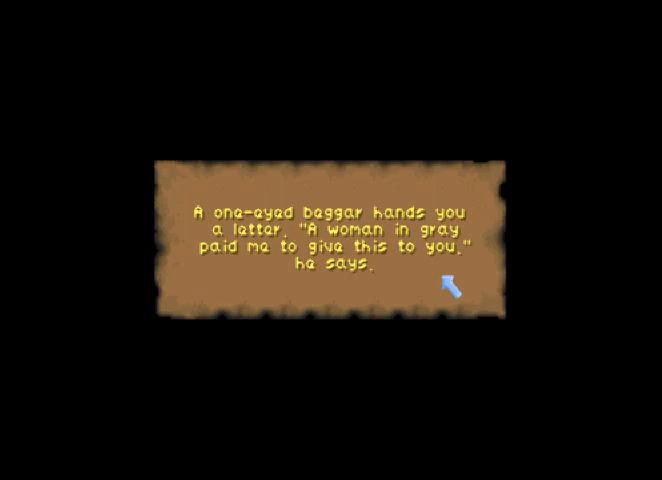 A one-eyed beggar hands you
a letter. "A woman in gray
paid me to give this to you,"
he says.